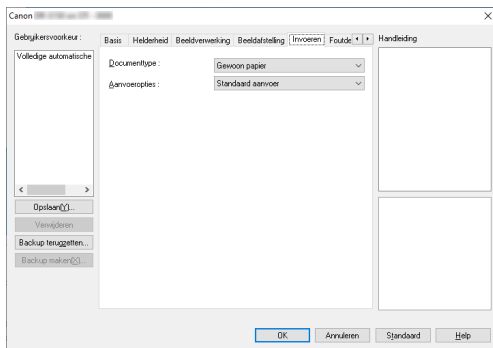 Canon
Gebruikersvoorkeur :
Volledige automatische
Opslaan(Y)...
Verwijderen
Backup terugzetten...
Backup maken(X)...
Basis Helderheid Beeldverwerking Beeldafstelling Invoeren Foutde
Documenttype : Gewoon papier
Aanvoeropties : Standaard aanvoer
Handleiding
OK Annuleren Standaard Help